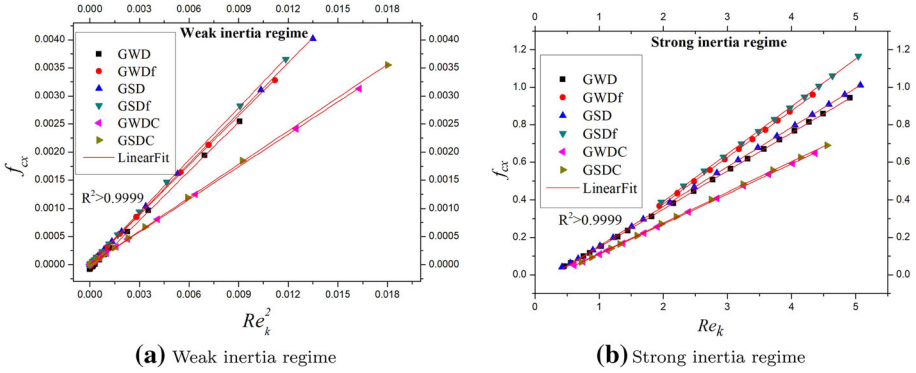 0.000 0.003 0.006 0.009 0.012 0.015 0.018
Weak inertia regime
0.0040
0.0035
0.0030
0.0025
0.0020
0.0015
0.0010
0.0005
0.0000
f_cx
GWD
GWDf
GSD
GSDf
GWDC
GSDC
LinearFit
R²>0.9999
0.000 0.003 0.006 0.009 0.012 0.015 0.018
Re_k^2
(a) Weak inertia regime
0 1 2 3 4 5
Strong inertia regime
1.2
1.0
0.8
0.6
0.4
0.2
0.0
f_cx
GWD
GWDf
GSD
GSDf
GWDC
GSDC
LinearFit
R²>0.9999
0 1 2 3 4 5
Re_k
(b) Strong inertia regime